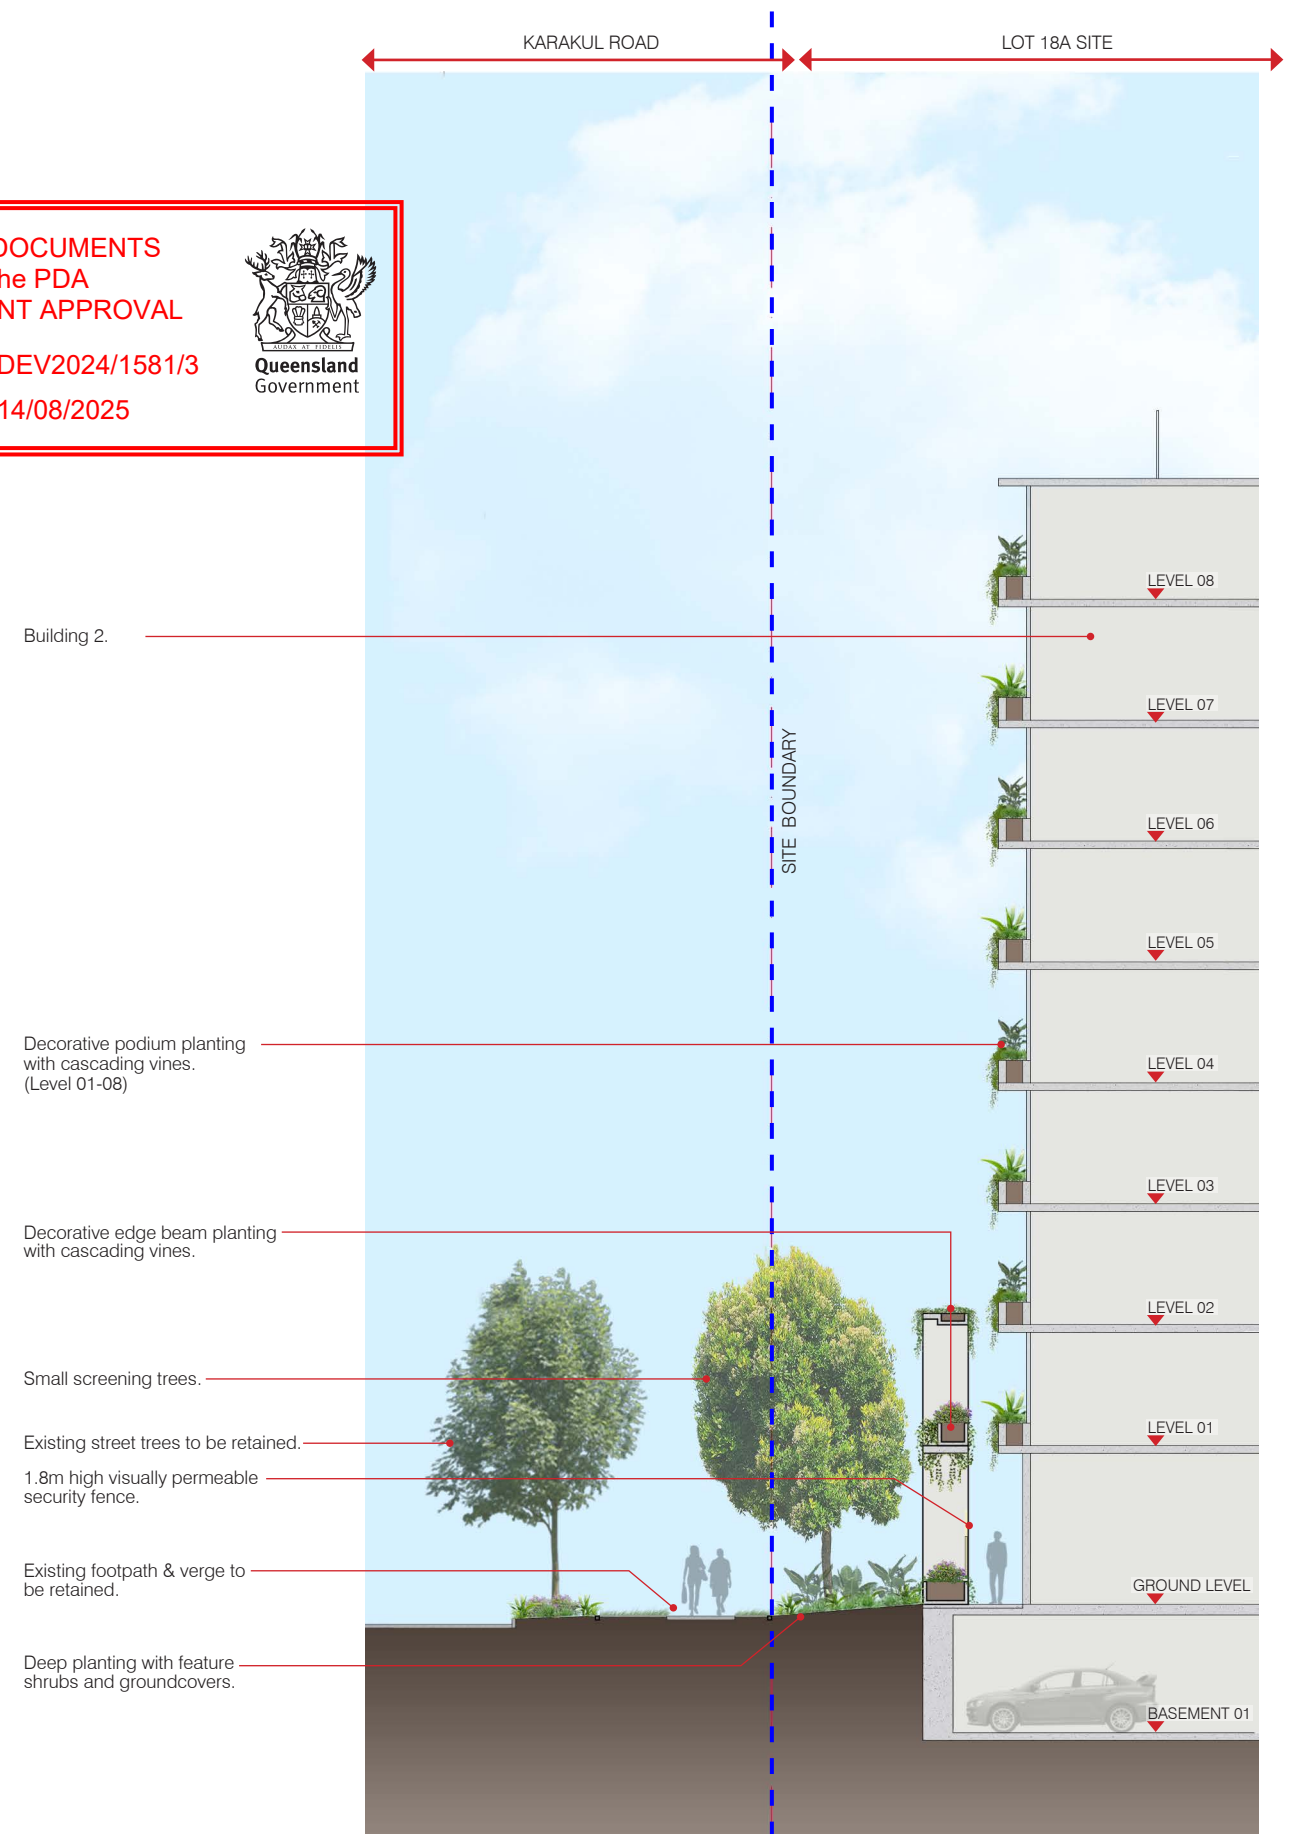 KARAKUL ROAD
LOT 18A SITE
DOCUMENTS
he PDA
NT APPROVAL
DEV2024/1581/3
14/08/2025
AUDAX AT FIDELIS
Queensland
Government
LEVEL 08
Building 2.
LEVEL 07
SITE BOUNDARY
LEVEL 06
LEVEL 05
Decorative podium planting
with cascading vines.
(Level 01-08)
LEVEL 04
LEVEL 03
Decorative edge beam planting
with cascading vines.
LEVEL 02
Small screening trees.
LEVEL 01
Existing street trees to be retained.
1.8m high visually permeable
security fence.
Existing footpath & verge to
be retained.
GROUND LEVEL
Deep planting with feature
shrubs and groundcovers.
BASEMENT 01